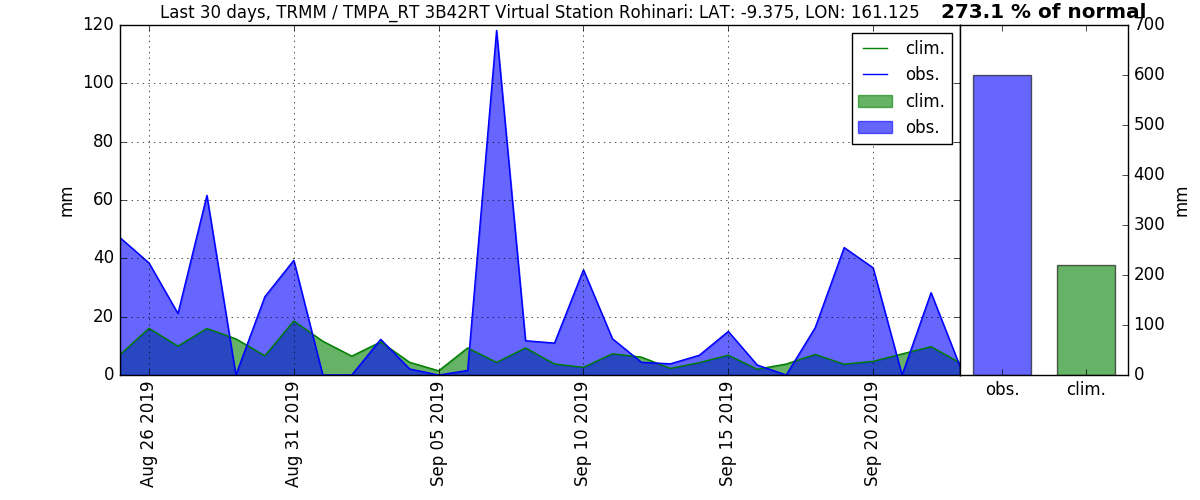 Last 30 days, TRMM / TMPA_RT 3B42RT Virtual Station Rohinari: LAT: -9.375, LON: 161.125
273.1 % of normal
120
100
80
60
40
20
0
mm
clim.
obs.
clim.
obs.
700
600
500
400
300
200
100
0
mm
Aug 26 2019
Aug 31 2019
Sep 05 2019
Sep 10 2019
Sep 15 2019
Sep 20 2019
obs.
clim.